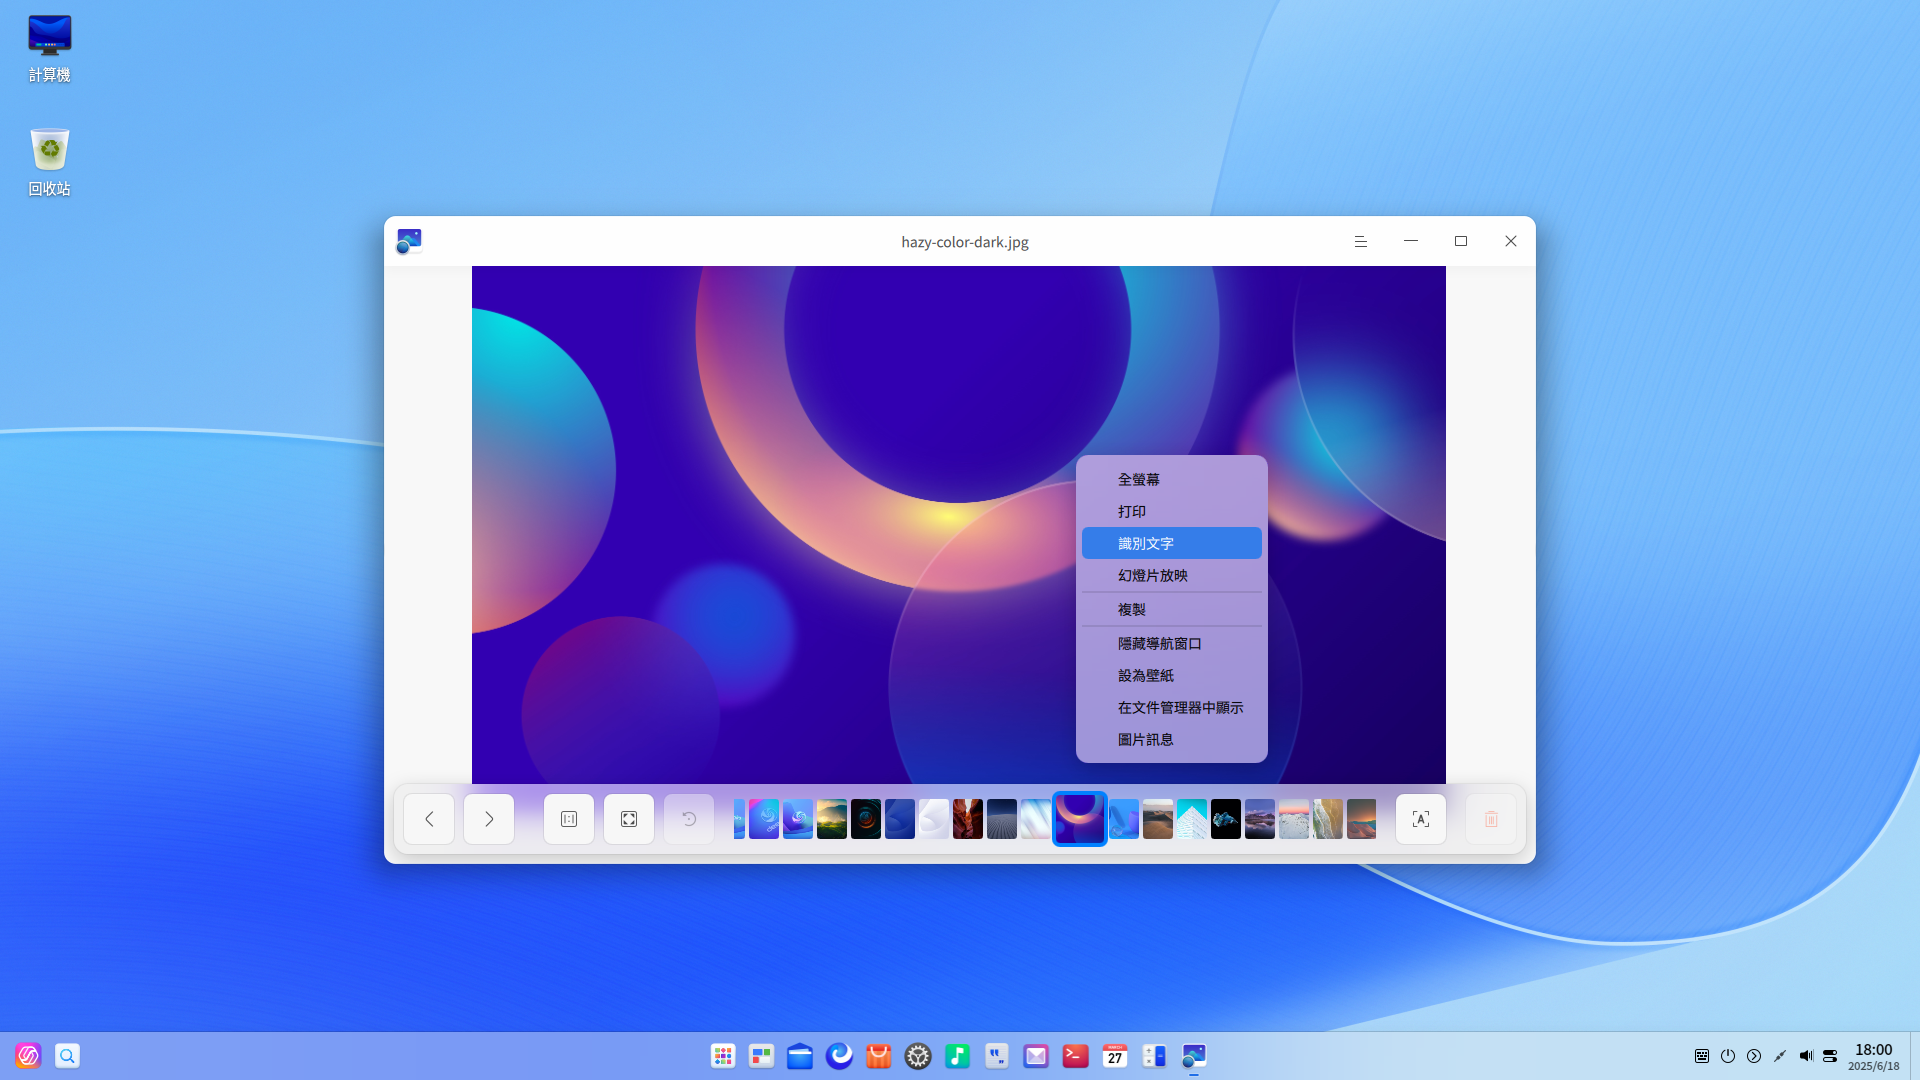 計算機
回收站
hazy-color-dark.jpg
全螢幕
打印
識別文字
幻燈片放映
複製
隱藏導航窗口
設為壁紙
在文件管理器中顯示
圖片訊息
MARCH
27
18:00
2025/6/18